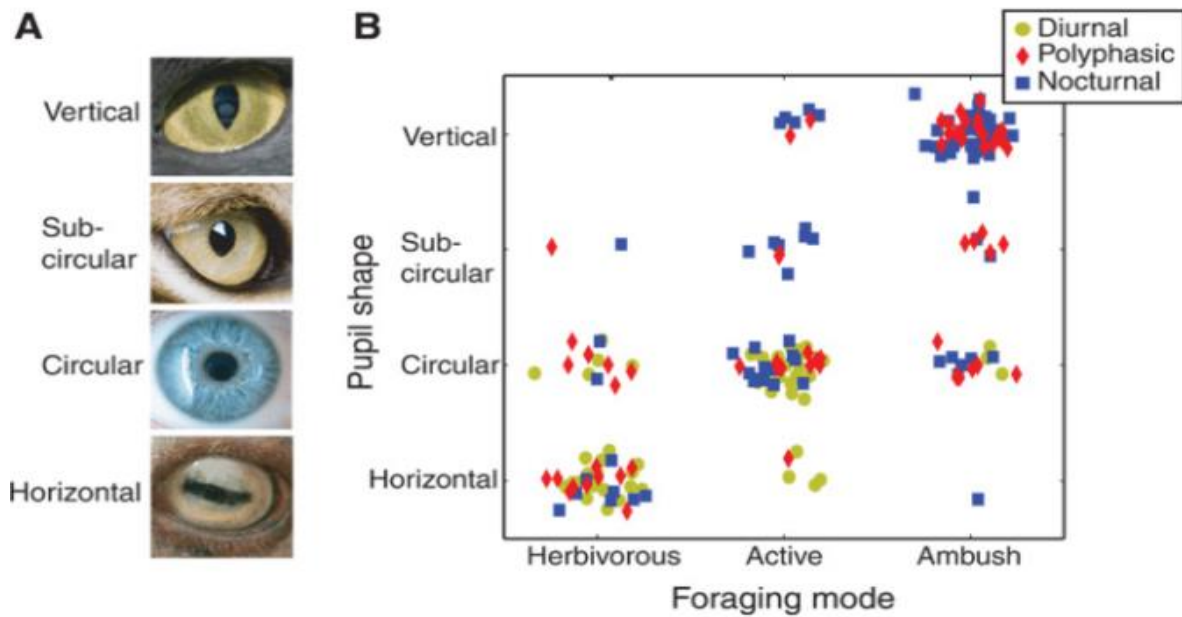 A
Vertical
Sub-
circular
Circular
Horizontal
B
Diurnal
Polyphasic
Nocturnal
Pupil shape
Vertical
Sub-
circular
Circular
Horizontal
Herbivorous
Active
Ambush
Foraging mode